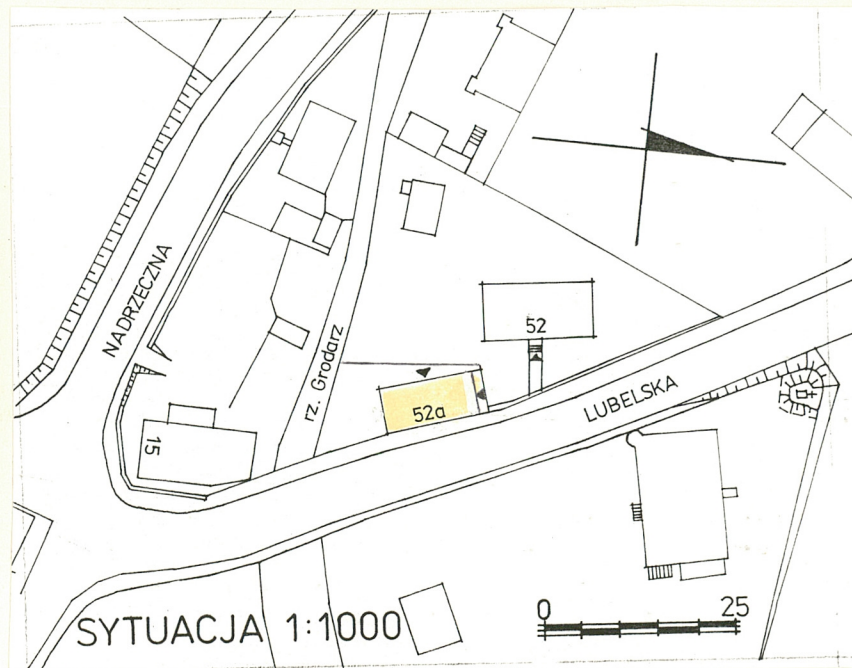 NADRZECZNA
rz. Grodarz
52
52a
LUBELSKA
15
SYTUACJA 1:1000
0 25